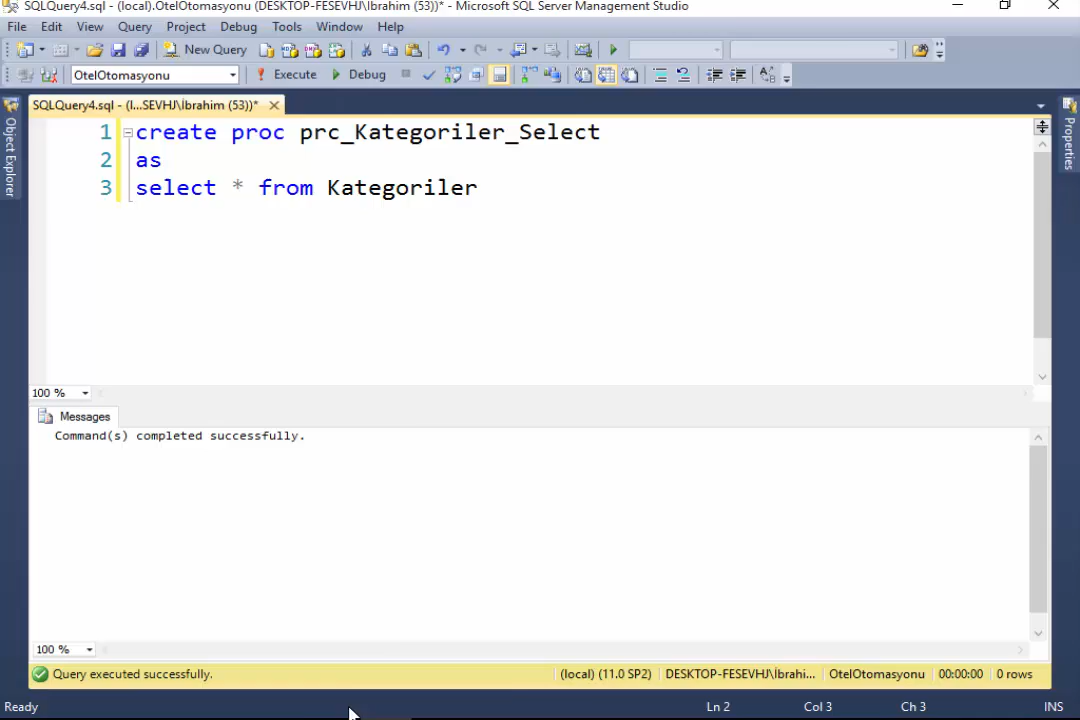 SQLQuery4.sql - (local).OtelOtomasyonu (DESKTOP-FESEVHJ\İbrahim (53))* - Microsoft SQL Server Management Studio
File Edit View Query Project Debug Tools Window Help
New Query
OtelOtomasyonu Execute Debug
Object Explorer
SQLQuery4.sql - (l...SEVHJ\İbrahim (53))*
Properties
1 create proc prc_Kategoriler_Select
2 as
3 select * from Kategoriler
100 %
Messages
Command(s) completed successfully.
100 %
Query executed successfully. (local) (11.0 SP2) DESKTOP-FESEVHJ\İbrahi... OtelOtomasyonu 00:00:00 0 rows
Ready Ln 2 Col 3 Ch 3 INS